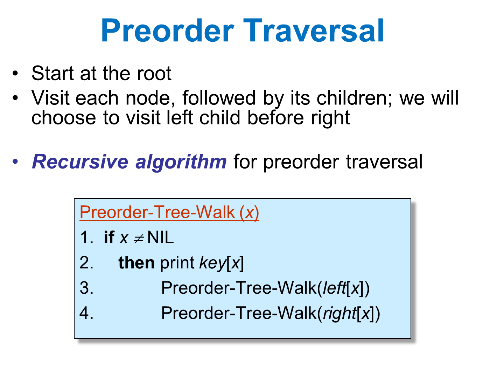 Preorder Traversal
• Start at the root
• Visit each node, followed by its children; we will
choose to visit left child before right
• Recursive algorithm for preorder traversal
Preorder-Tree-Walk (x)
1. if x ≠ NIL
2. then print key[x]
3. Preorder-Tree-Walk(left[x])
4. Preorder-Tree-Walk(right[x])